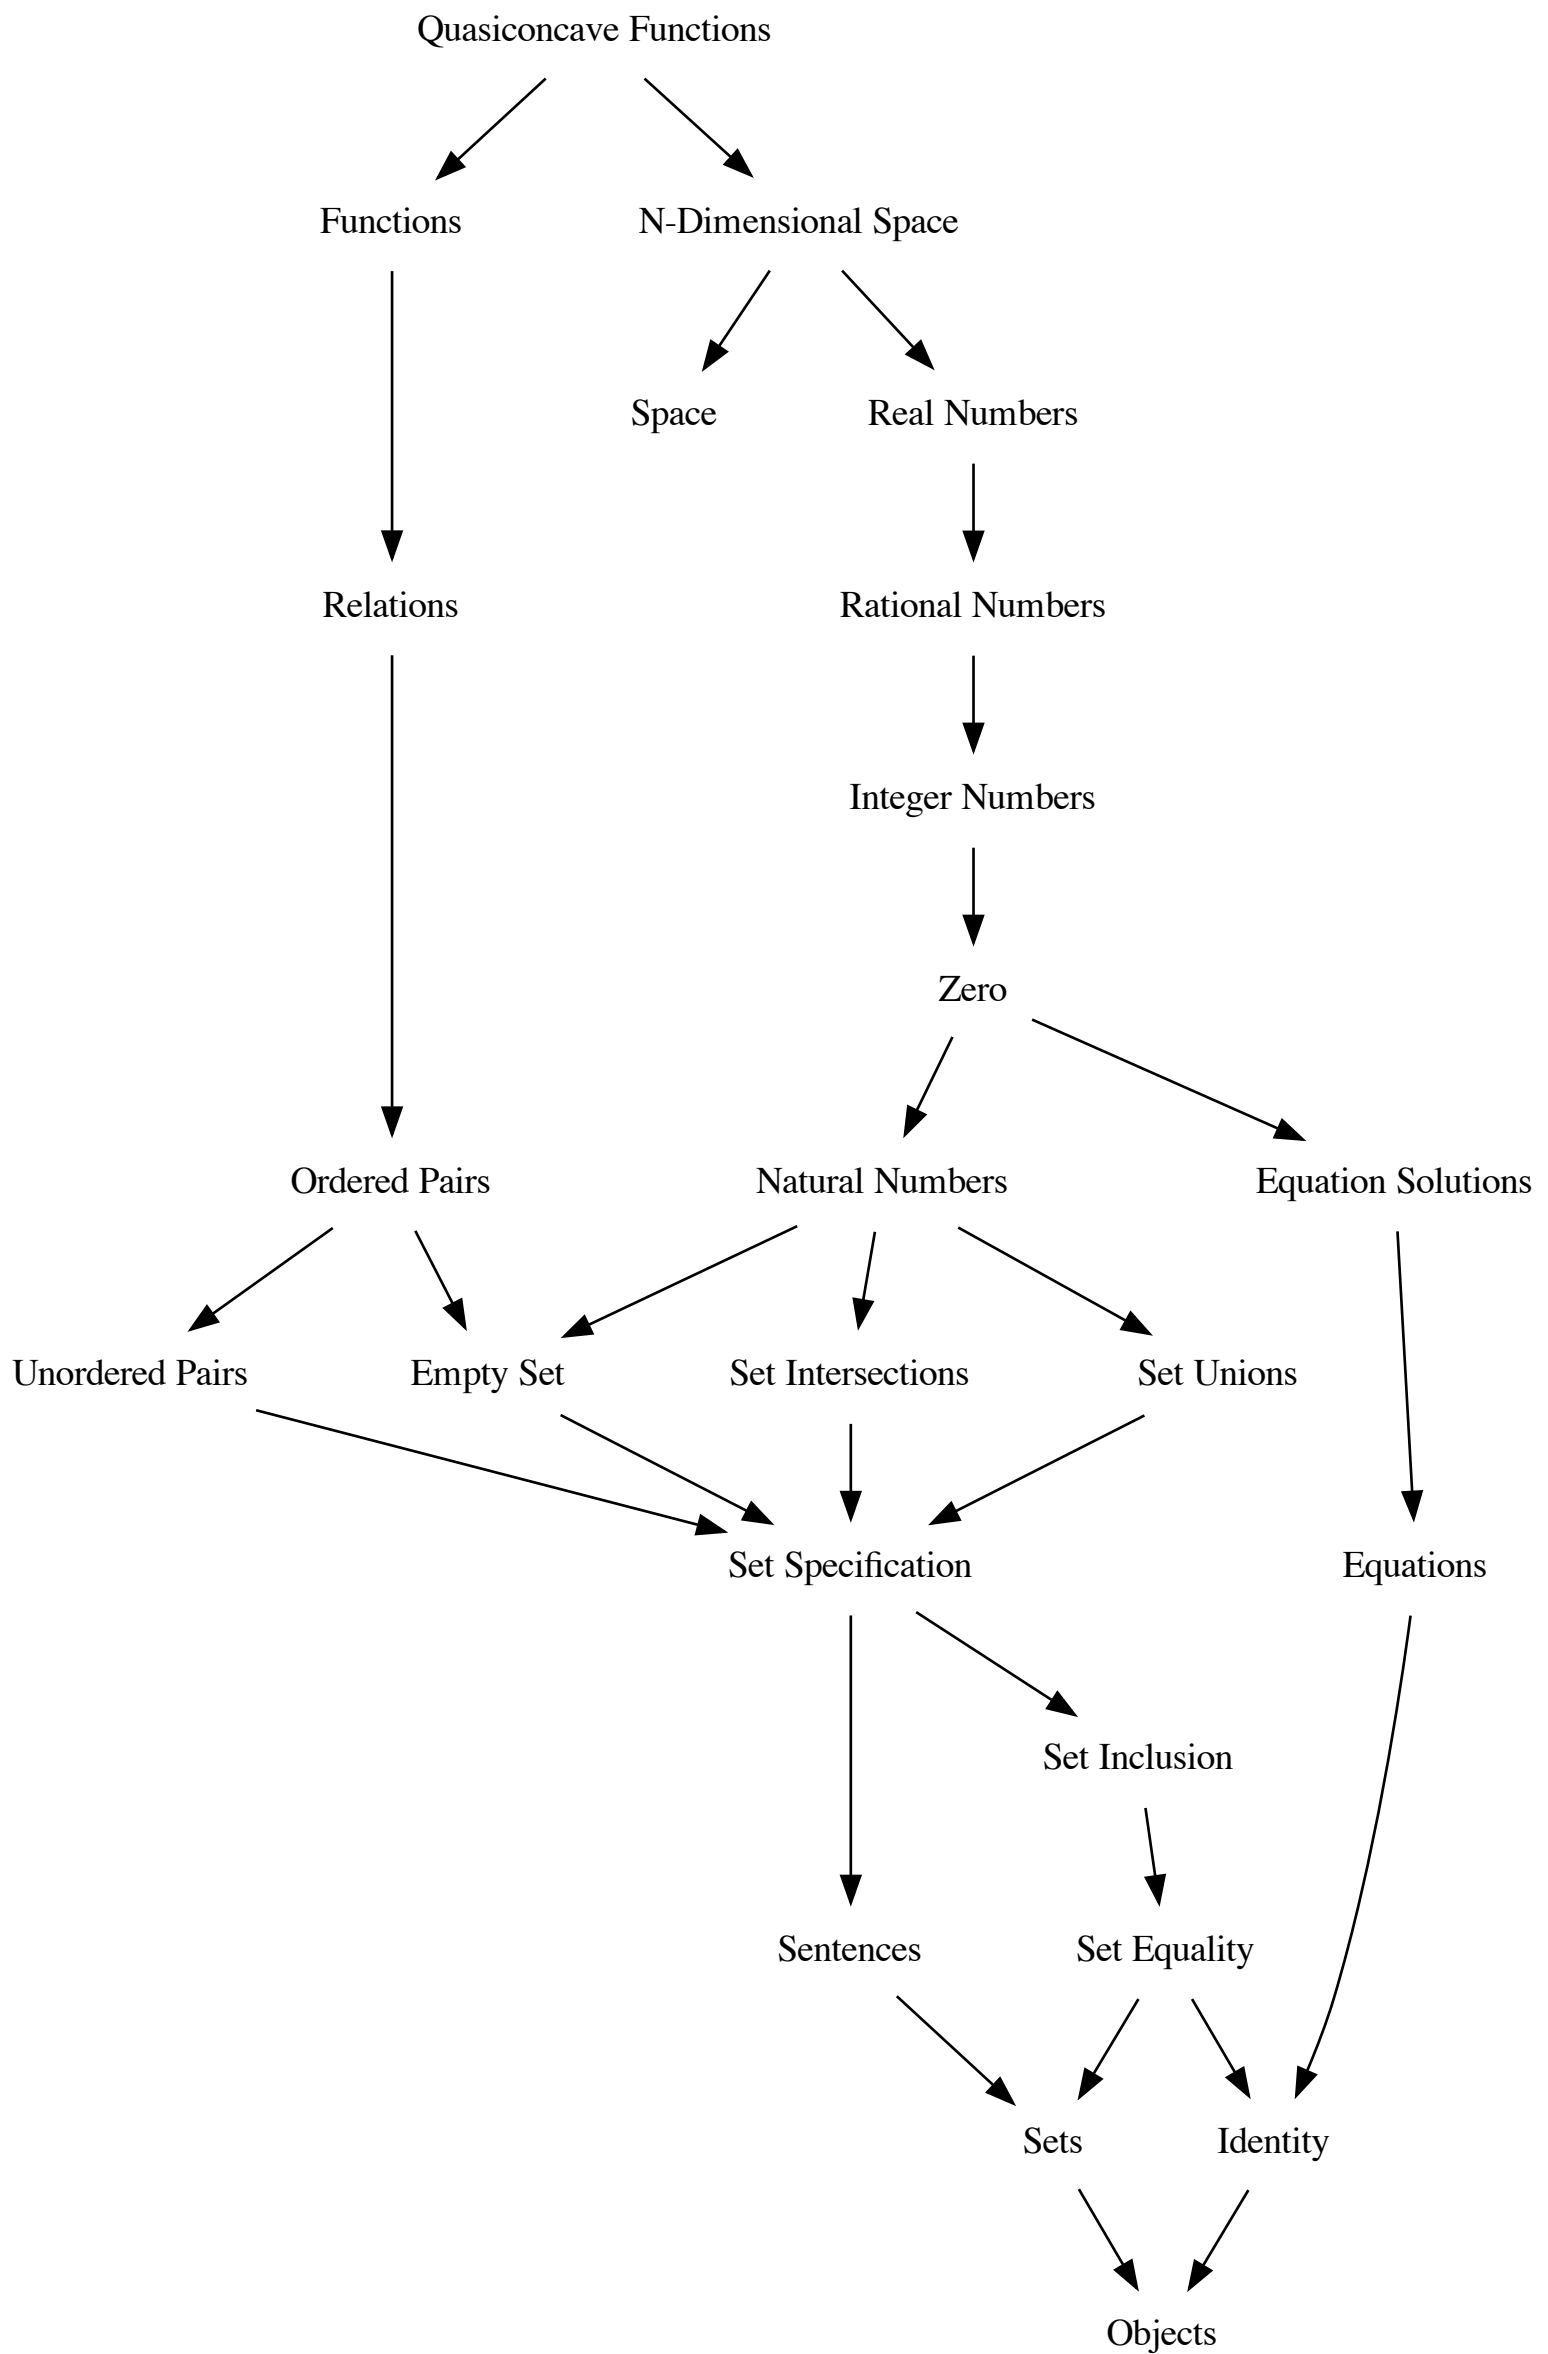 Quasiconcave Functions
Functions
N-Dimensional Space
Space
Real Numbers
Relations
Rational Numbers
Integer Numbers
Zero
Ordered Pairs
Natural Numbers
Equation Solutions
Unordered Pairs
Empty Set
Set Intersections
Set Unions
Set Specification
Equations
Set Inclusion
Sentences
Set Equality
Sets
Identity
Objects